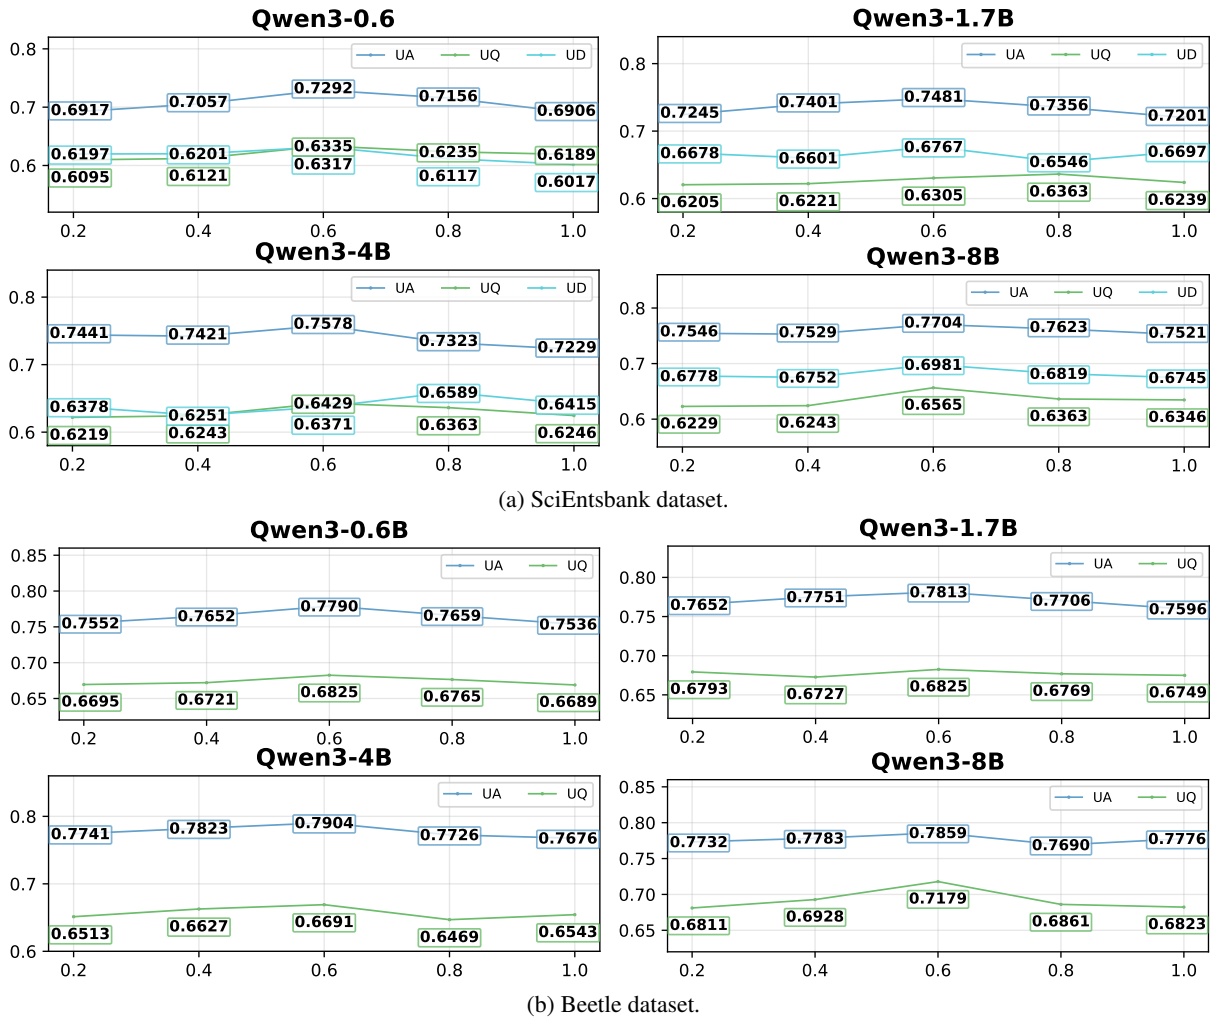 Qwen3-0.6
UA UQ UD
0.8
0.7
0.6
0.6917 0.7057 0.7292 0.7156 0.6906
0.6197 0.6201 0.6335 0.6235 0.6189
0.6095 0.6121 0.6317 0.6117 0.6017
0.2 0.4 0.6 0.8 1.0
Qwen3-1.7B
UA UQ UD
0.8
0.7
0.6
0.7245 0.7401 0.7481 0.7356 0.7201
0.6678 0.6601 0.6767 0.6546 0.6697
0.6205 0.6221 0.6305 0.6363 0.6239
0.2 0.4 0.6 0.8 1.0
Qwen3-4B
UA UQ UD
0.8
0.7
0.6
0.7441 0.7421 0.7578 0.7323 0.7229
0.6378 0.6251 0.6429 0.6589 0.6415
0.6219 0.6243 0.6371 0.6363 0.6246
0.2 0.4 0.6 0.8 1.0
Qwen3-8B
UA UQ UD
0.8
0.7
0.6
0.7546 0.7529 0.7704 0.7623 0.7521
0.6778 0.6752 0.6981 0.6819 0.6745
0.6229 0.6243 0.6565 0.6363 0.6346
0.2 0.4 0.6 0.8 1.0
(a) SciEntsbank dataset.
Qwen3-0.6B
UA UQ
0.85
0.80
0.75
0.70
0.65
0.7552 0.7652 0.7790 0.7659 0.7536
0.6695 0.6721 0.6825 0.6765 0.6689
0.2 0.4 0.6 0.8 1.0
Qwen3-1.7B
UA UQ
0.80
0.75
0.70
0.65
0.7652 0.7751 0.7813 0.7706 0.7596
0.6793 0.6727 0.6825 0.6769 0.6749
0.2 0.4 0.6 0.8 1.0
Qwen3-4B
UA UQ
0.8
0.7
0.6
0.7741 0.7823 0.7904 0.7726 0.7676
0.6513 0.6627 0.6691 0.6469 0.6543
0.2 0.4 0.6 0.8 1.0
Qwen3-8B
UA UQ
0.85
0.80
0.75
0.70
0.65
0.7732 0.7783 0.7859 0.7690 0.7776
0.6811 0.6928 0.7179 0.6861 0.6823
0.2 0.4 0.6 0.8 1.0
(b) Beetle dataset.